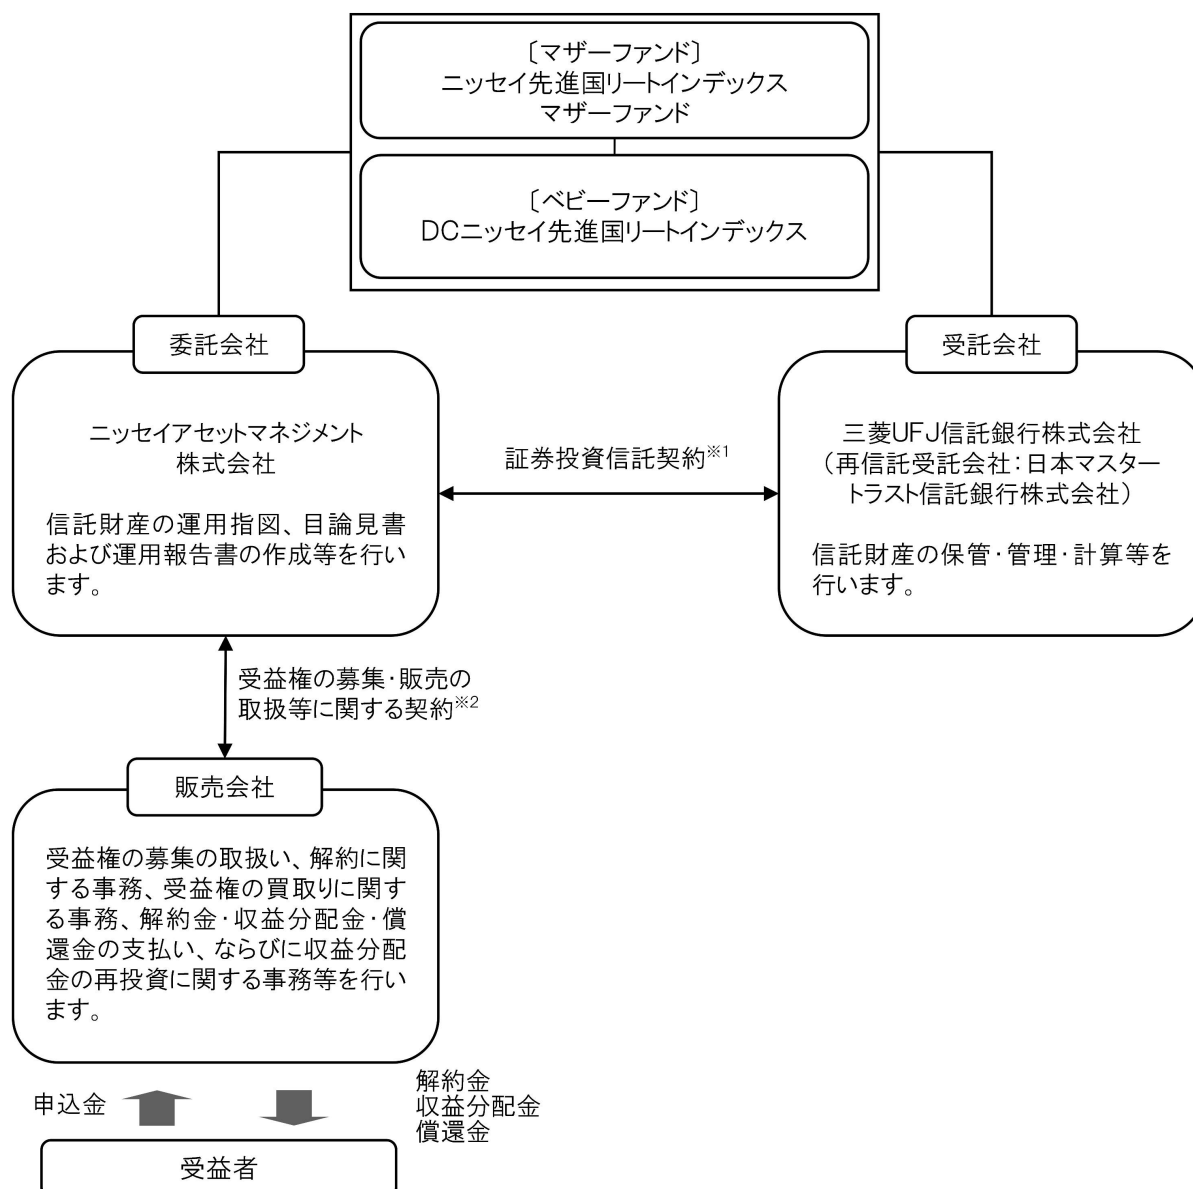 〔マザーファンド〕
ニッセイ先進国リートインデックス
マザーファンド
〔ベビーファンド〕
DCニッセイ先進国リートインデックス
委託会社
受託会社
ニッセイアセットマネジメント
株式会社
信託財産の運用指図、目論見書
および運用報告書の作成等を行い
ます。
証券投資信託契約※1
三菱UFJ信託銀行株式会社
（再信託受託会社：日本マスター
トラスト信託銀行株式会社）
信託財産の保管・管理・計算等を
行います。
受益権の募集・販売の
取扱等に関する契約※2
販売会社
受益権の募集の取扱い、解約に関
する事務、受益権の買取りに関す
る事務、解約金・収益分配金・償
還金の支払い、ならびに収益分配
金の再投資に関する事務等を行い
ます。
申込金
解約金
収益分配金
償還金
受益者